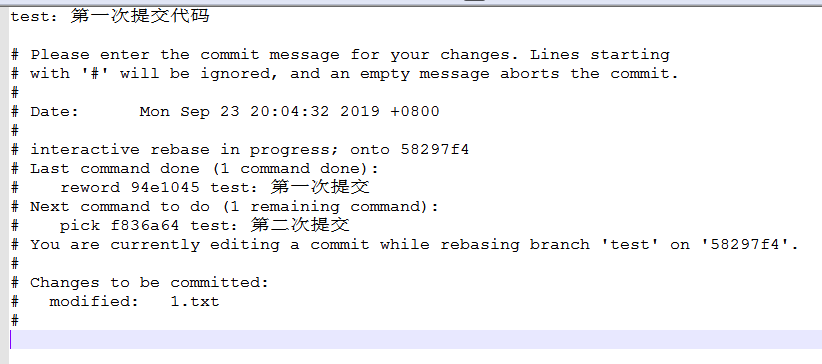 test: 第一次提交代码
# Please enter the commit message for your changes. Lines starting
# with '#' will be ignored, and an empty message aborts the commit.
#
# Date:      Mon Sep 23 20:04:32 2019 +0800
#
# interactive rebase in progress; onto 58297f4
# Last command done (1 command done):
#    reword 94e1045 test: 第一次提交
# Next command to do (1 remaining command):
#    pick f836a64 test: 第二次提交
# You are currently editing a commit while rebasing branch 'test' on '58297f4'.
#
# Changes to be committed:
#   modified:   1.txt
#